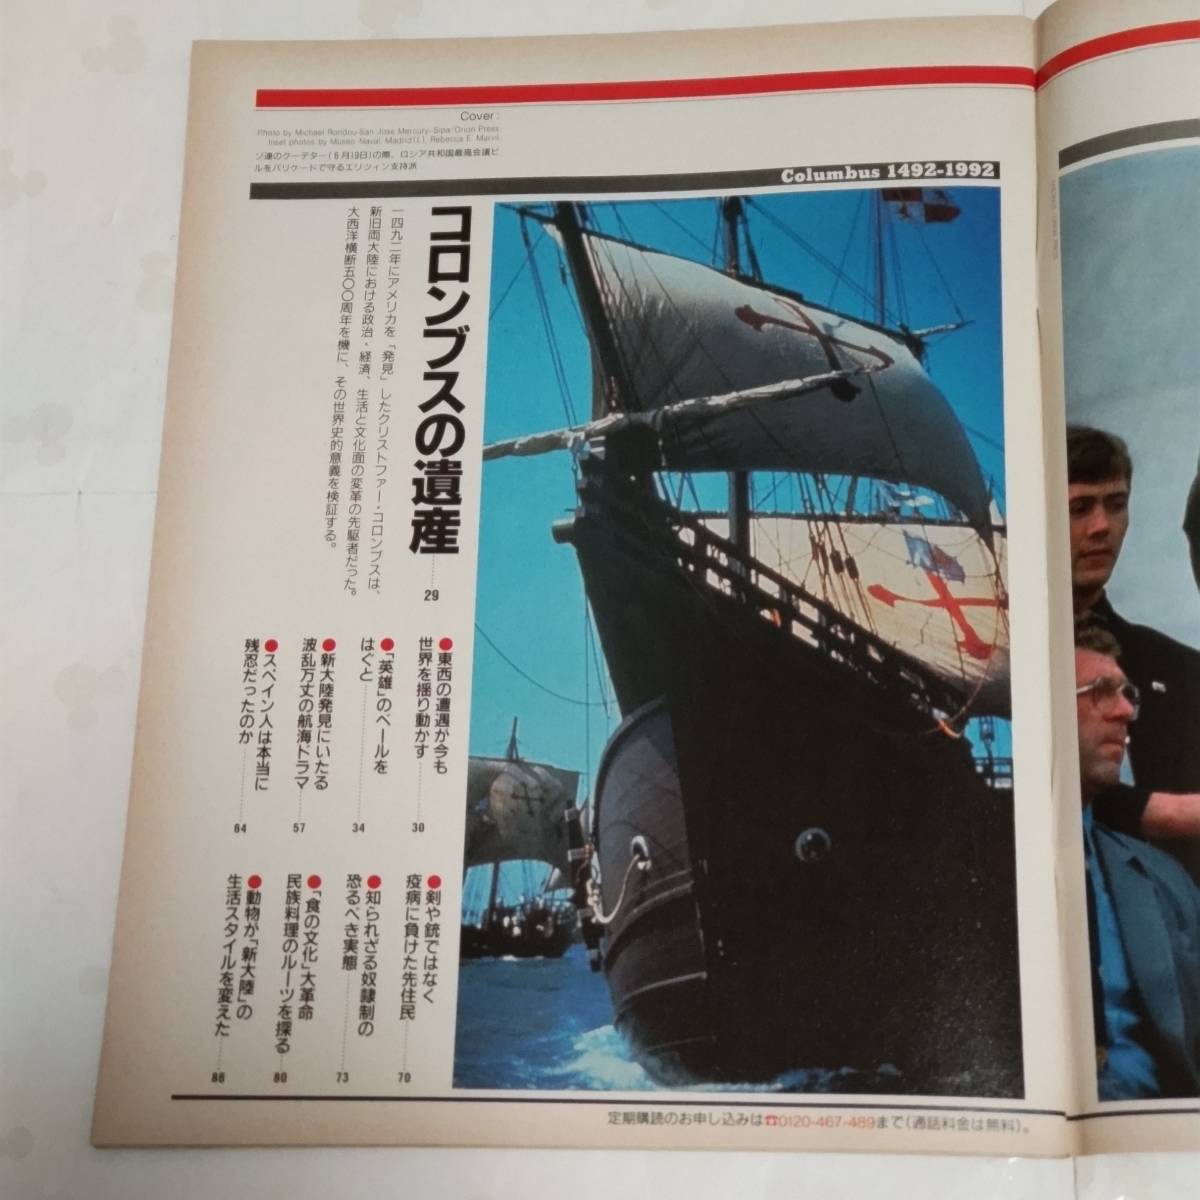 Cover:
Photo by Michael Rondou-San Jose Mercury-Sipa/Orion Press,
Inset photos by Museo Naval, Madrid(L), Rebecca E. Marvil
ソ連のクーデター(8月19日)の際、ロシア共和国最高会議ビ
ルをバリケードで守るエリツィン支持派
Columbus 1492-1992
コロンブスの遺産
29
一四九二年にアメリカを「発見」したクリストファー・コロンブスは、
新旧両大陸における政治・経済、生活と文化面の変革の先駆者だった。
大西洋横断五〇〇周年を機に、その世界史的意義を検証する。
●東西の遭遇が今も
世界を揺り動かす
30
●「英雄」のベールを
はぐと
34
●新大陸発見にいたる
波乱万丈の航海ドラマ
57
●スペイン人は本当に
残忍だったのか
64
●剣や銃ではなく
疫病に負けた先住民
70
●知られざる奴隷制の
恐るべき実態
73
●「食の文化」大革命
民族料理のルーツを探る
80
●動物が「新大陸」の
生活スタイルを変えた
86
定期購読のお申し込みは☎0120-467-489まで(通話料金は無料)。